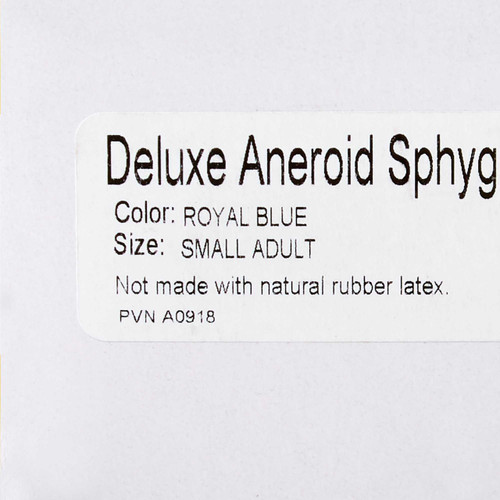 Deluxe Aneroid Sphyg
Color: ROYAL BLUE
Size: SMALL ADULT
Not made with natural rubber latex.
PVN A0918